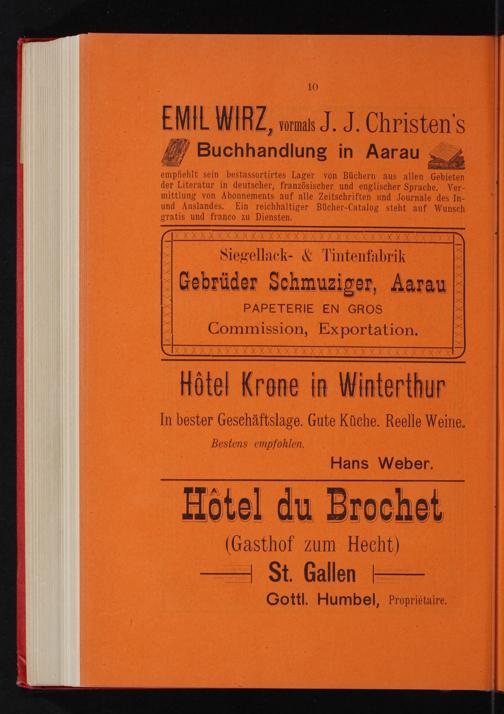 10
EMIL WIRZ, vormals J. J. Christen's
Buchhandlung in Aarau
empfiehlt sein bestassortirtes Lager von Büchern aus allen Gebieten
der Literatur in deutscher, französischer und englischer Sprache. Ver-
mittlung von Abonnements auf alle Zeitschriften und Journale des In-
und Auslandes. Ein reichhaltiger Bücher-Catalog steht auf Wunsch
gratis und franco zu Diensten.
Siegellack- & Tintenfabrik
Gebrüder Schmuziger, Aarau
PAPETERIE EN GROS
Commission, Exportation.
Hôtel Krone in Winterthur
In bester Geschäftslage. Gute Küche. Reelle Weine.
Bestens empfohlen.
Hans Weber.
Hôtel du Brochet
(Gasthof zum Hecht)
St. Gallen
Gottl. Humbel, Propriétaire.